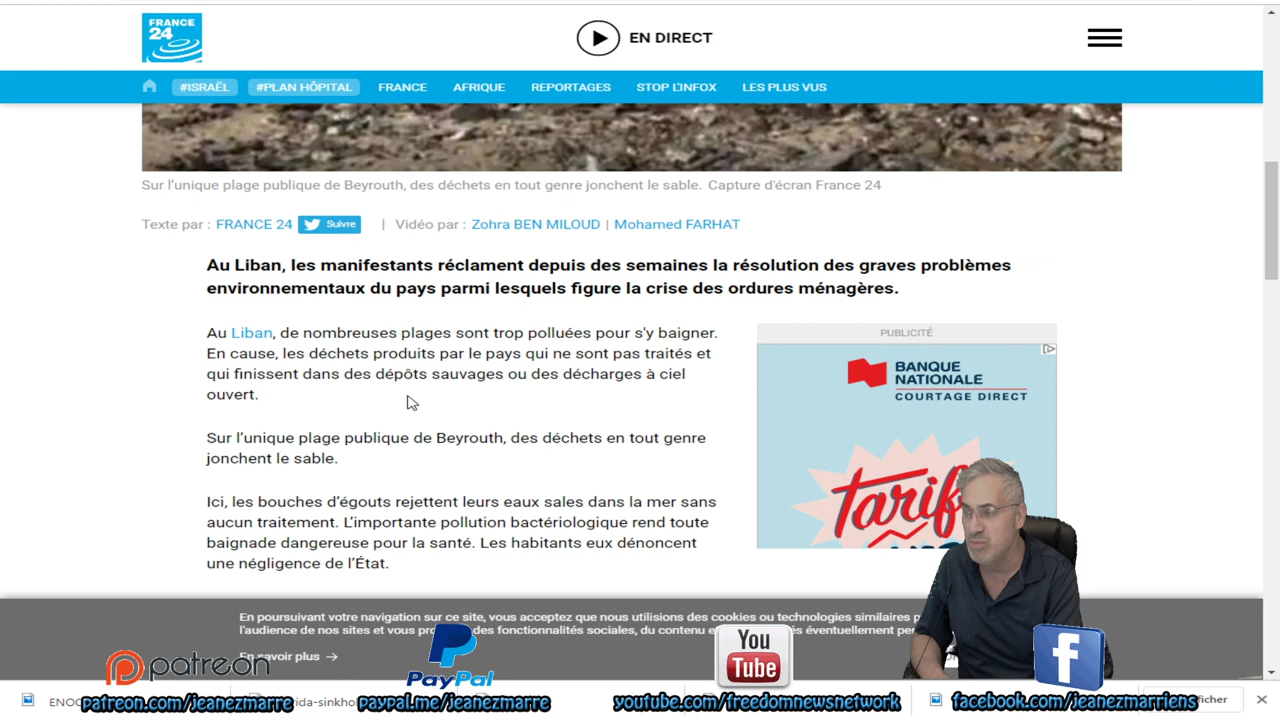 FRANCE
24
EN DIRECT
#ISRAËL #PLAN HÔPITAL FRANCE AFRIQUE REPORTAGES STOP L'INFOX LES PLUS VUS
Sur l'unique plage publique de Beyrouth, des déchets en tout genre jonchent le sable. Capture d'écran France 24
Texte par : FRANCE 24 Suivre | Vidéo par : Zohra BEN MILOUD | Mohamed FARHAT
Au Liban, les manifestants réclament depuis des semaines la résolution des graves problèmes
environnementaux du pays parmi lesquels figure la crise des ordures ménagères.
Au Liban, de nombreuses plages sont trop polluées pour s'y baigner.
En cause, les déchets produits par le pays qui ne sont pas traités et
qui finissent dans des dépôts sauvages ou des décharges à ciel
ouvert.
Sur l'unique plage publique de Beyrouth, des déchets en tout genre
jonchent le sable.
Ici, les bouches d'égouts rejettent leurs eaux sales dans la mer sans
aucun traitement. L'importante pollution bactériologique rend toute
baignade dangereuse pour la santé. Les habitants eux dénoncent
une négligence de l'État.
PUBLICITÉ
BANQUE
NATIONALE
COURTAGE DIRECT
tarif
En poursuivant votre navigation sur ce site, vous acceptez que nous utilisions des cookies ou technologies similaires
l'audience de nos sites et vous des fonctionnalités sociales, du contenu éventuellement
En savoir plus →
patreon
PayPal
You
Tube
f
ENO
patreon.com/jeanezmarre
rida-sinkho
paypal.me/jeanezmarre
youtube.com/freedomnewsnetwork
facebook.com/jeanezmarriens
ficher